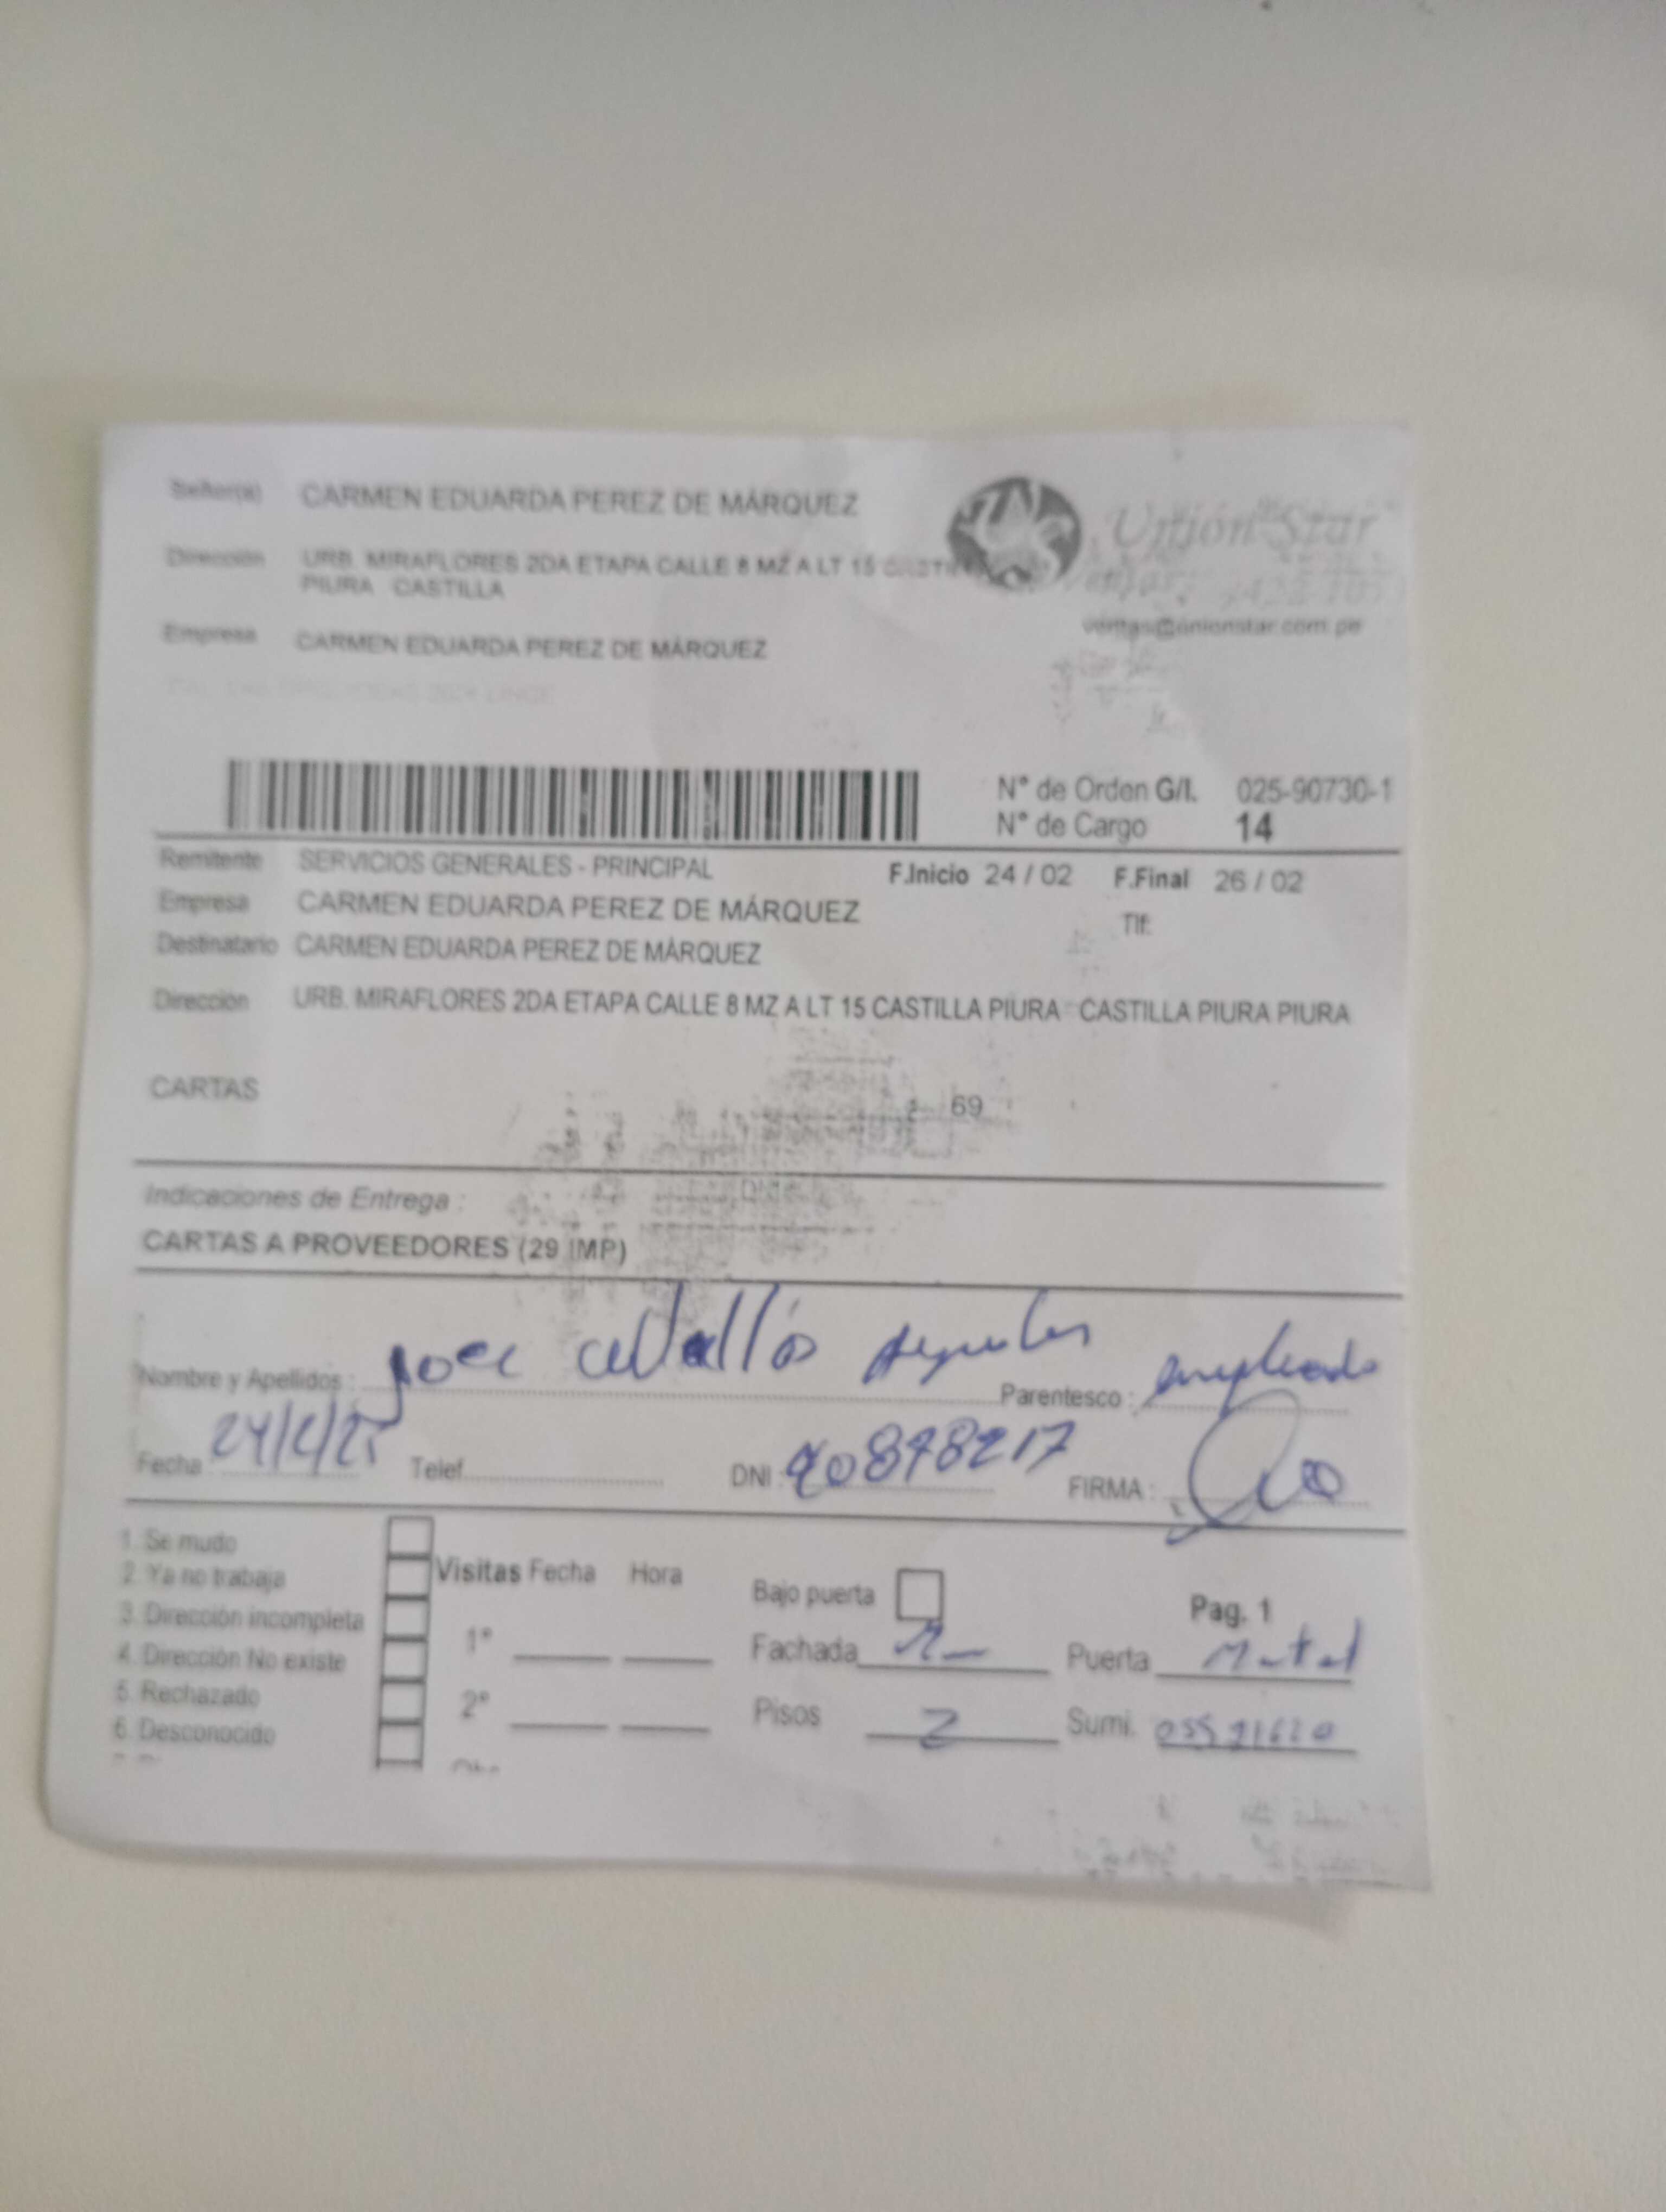 Señor(a) CARMEN EDUARDA PEREZ DE MÁRQUEZ
Unión Star
Dirección URB. MIRAFLORES 2DA ETAPA CALLE 8 MZ A LT 15
PIURA CASTILLA
ventas@unionstar.com.pe
Empresa CARMEN EDUARDA PEREZ DE MÁRQUEZ
N° de Orden G/I. 025-90730-1
N° de Cargo 14
Remitente SERVICIOS GENERALES - PRINCIPAL F.Inicio 24 / 02 F.Final 26 / 02
Empresa CARMEN EDUARDA PEREZ DE MÁRQUEZ Tlf:
Destinatario CARMEN EDUARDA PEREZ DE MÁRQUEZ
Dirección URB. MIRAFLORES 2DA ETAPA CALLE 8 MZ A LT 15 CASTILLA PIURA CASTILLA PIURA PIURA
CARTAS 69
Indicaciones de Entrega :
CARTAS A PROVEEDORES (29 IMP)
Nombre y Apellidos : Parentesco : empleado
Fecha Telef. DNI : FIRMA :
1. Se mudo
2. Ya no trabaja Visitas Fecha Hora Bajo puerta Pag. 1
3. Dirección incompleta
4. Dirección No existe 1° Fachada Puerta Metal
5. Rechazado
6. Desconocido 2° Pisos 2 Sumi.